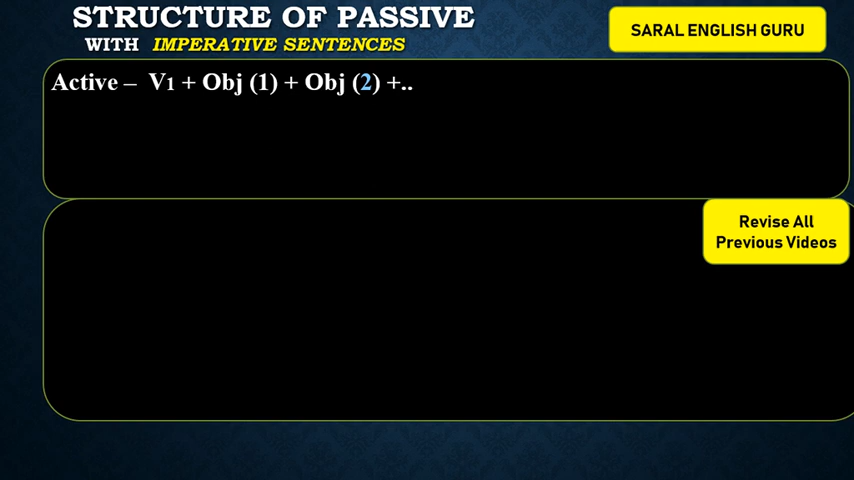 STRUCTURE OF PASSIVE
WITH IMPERATIVE SENTENCES
SARAL ENGLISH GURU
Active – V1 + Obj (1) + Obj (2) +..
Revise All
Previous Videos